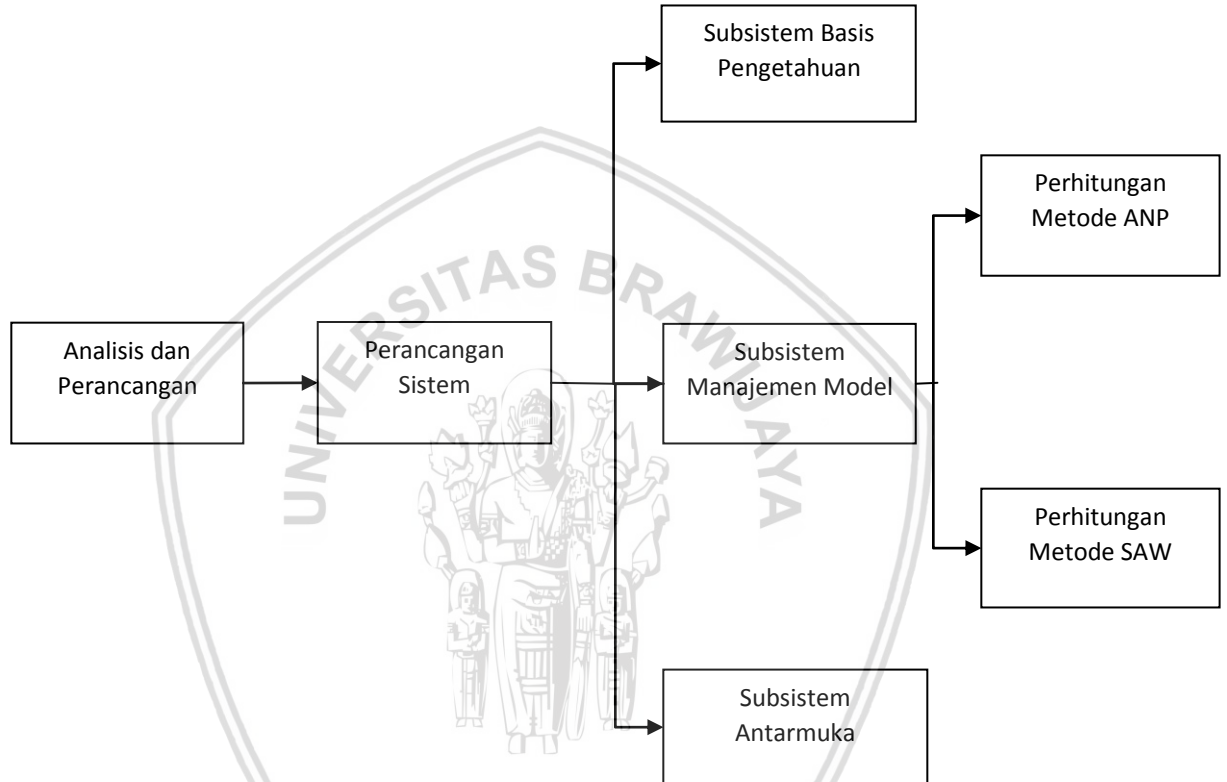 Subsistem Basis
Pengetahuan
Perhitungan
Metode ANP
UNIVERSITAS BRAWIJAYA
Analisis dan
Perancangan
Perancangan
Sistem
Subsistem
Manajemen Model
Perhitungan
Metode SAW
Subsistem
Antarmuka